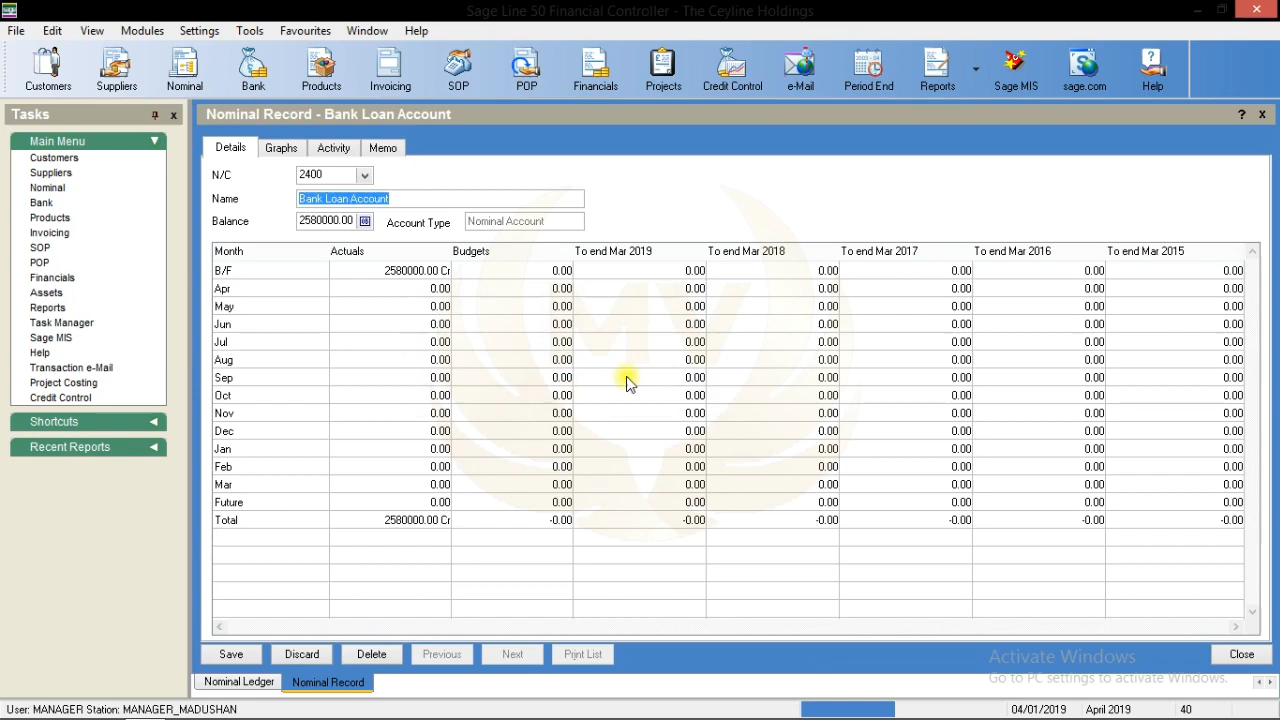 Sage Line 50 Financial Controller - The Ceyline Holdings
File Edit View Modules Settings Tools Favourites Window Help
Customers Suppliers Nominal Bank Products Invoicing SOP POP Financials Projects Credit Control e-Mail Period End Reports Sage MIS sage.com Help
Tasks
Main Menu
Customers
Suppliers
Nominal
Bank
Products
Invoicing
SOP
POP
Financials
Assets
Reports
Task Manager
Sage MIS
Help
Transaction e-Mail
Project Costing
Credit Control
Shortcuts
Recent Reports
Nominal Record - Bank Loan Account
Details Graphs Activity Memo
N/C 2400
Name Bank Loan Account
Balance 2580000.00 Account Type Nominal Account
Month Actuals Budgets To end Mar 2019 To end Mar 2018 To end Mar 2017 To end Mar 2016 To end Mar 2015
B/F 2580000.00 Cr 0.00 0.00 0.00 0.00 0.00 0.00
Apr 0.00 0.00 0.00 0.00 0.00 0.00 0.00
May 0.00 0.00 0.00 0.00 0.00 0.00 0.00
Jun 0.00 0.00 0.00 0.00 0.00 0.00 0.00
Jul 0.00 0.00 0.00 0.00 0.00 0.00 0.00
Aug 0.00 0.00 0.00 0.00 0.00 0.00 0.00
Sep 0.00 0.00 0.00 0.00 0.00 0.00 0.00
Oct 0.00 0.00 0.00 0.00 0.00 0.00 0.00
Nov 0.00 0.00 0.00 0.00 0.00 0.00 0.00
Dec 0.00 0.00 0.00 0.00 0.00 0.00 0.00
Jan 0.00 0.00 0.00 0.00 0.00 0.00 0.00
Feb 0.00 0.00 0.00 0.00 0.00 0.00 0.00
Mar 0.00 0.00 0.00 0.00 0.00 0.00 0.00
Future 0.00 0.00 0.00 0.00 0.00 0.00 0.00
Total 2580000.00 Cr -0.00 -0.00 -0.00 -0.00 -0.00 -0.00
MV
Save Discard Delete Previous Next Print List Close
Activate Windows
Go to PC settings to activate Windows.
Nominal Ledger Nominal Record
User: MANAGER Station: MANAGER_MADUSHAN 04/01/2019 April 2019 40